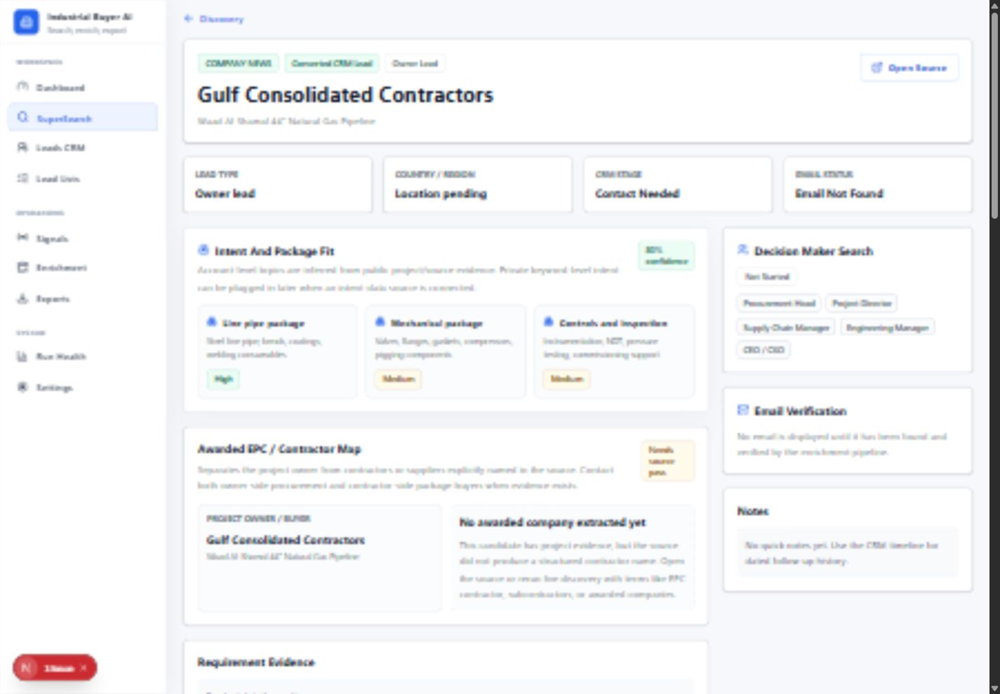 Industrial Buyer AI
Search, enrich, export
WORKSPACE
Dashboard
SuperSearch
Leads CRM
Lead Lists
OPERATIONS
Signals
Enrichment
Exports
SYSTEM
Run Health
Settings
1 Issue
Discovery
COMPANY NEWS
Converted CRM Lead
Owner Lead
Open Source
Gulf Consolidated Contractors
Natural Gas Pipeline
LEAD TYPE
Owner lead
COUNTRY / REGION
Location pending
CRM STAGE
Contact Needed
EMAIL STATUS
Email Not Found
Intent And Package Fit
80% confidence
Account-level topics are inferred from public project/source evidence. Private keyword-level intent
can be plugged in later when an intent data source is connected.
Line pipe package
Steel line pipe, bends, coatings,
welding consumables
High
Mechanical package
Valves, flanges, gaskets, compressors,
pigging components
Medium
Controls and inspection
Instrumentation, NDT, pressure
testing, commissioning support
Medium
Decision Maker Search
Not Started
Procurement Head
Project Director
Supply Chain Manager
Engineering Manager
CEO / CXO
Email Verification
No email is displayed until it has been found and
verified by the enrichment pipeline.
Awarded EPC / Contractor Map
Needs
source
pass
Separates the project owner from contractors or suppliers explicitly named in the source. Contact
both owner-side procurement and contractor-side package buyers when evidence exists.
PROJECT OWNER / BUYER
Gulf Consolidated Contractors
Natural Gas Pipeline
No awarded company extracted yet
This candidate has project evidence, but the source
did not produce a structured contractor name. Open
the source or rerun live discovery with terms like EPC
contractor, subcontractors, or awarded companies.
Notes
No quick notes yet. Use the CRM timeline for
dated follow-up history.
Requirement Evidence